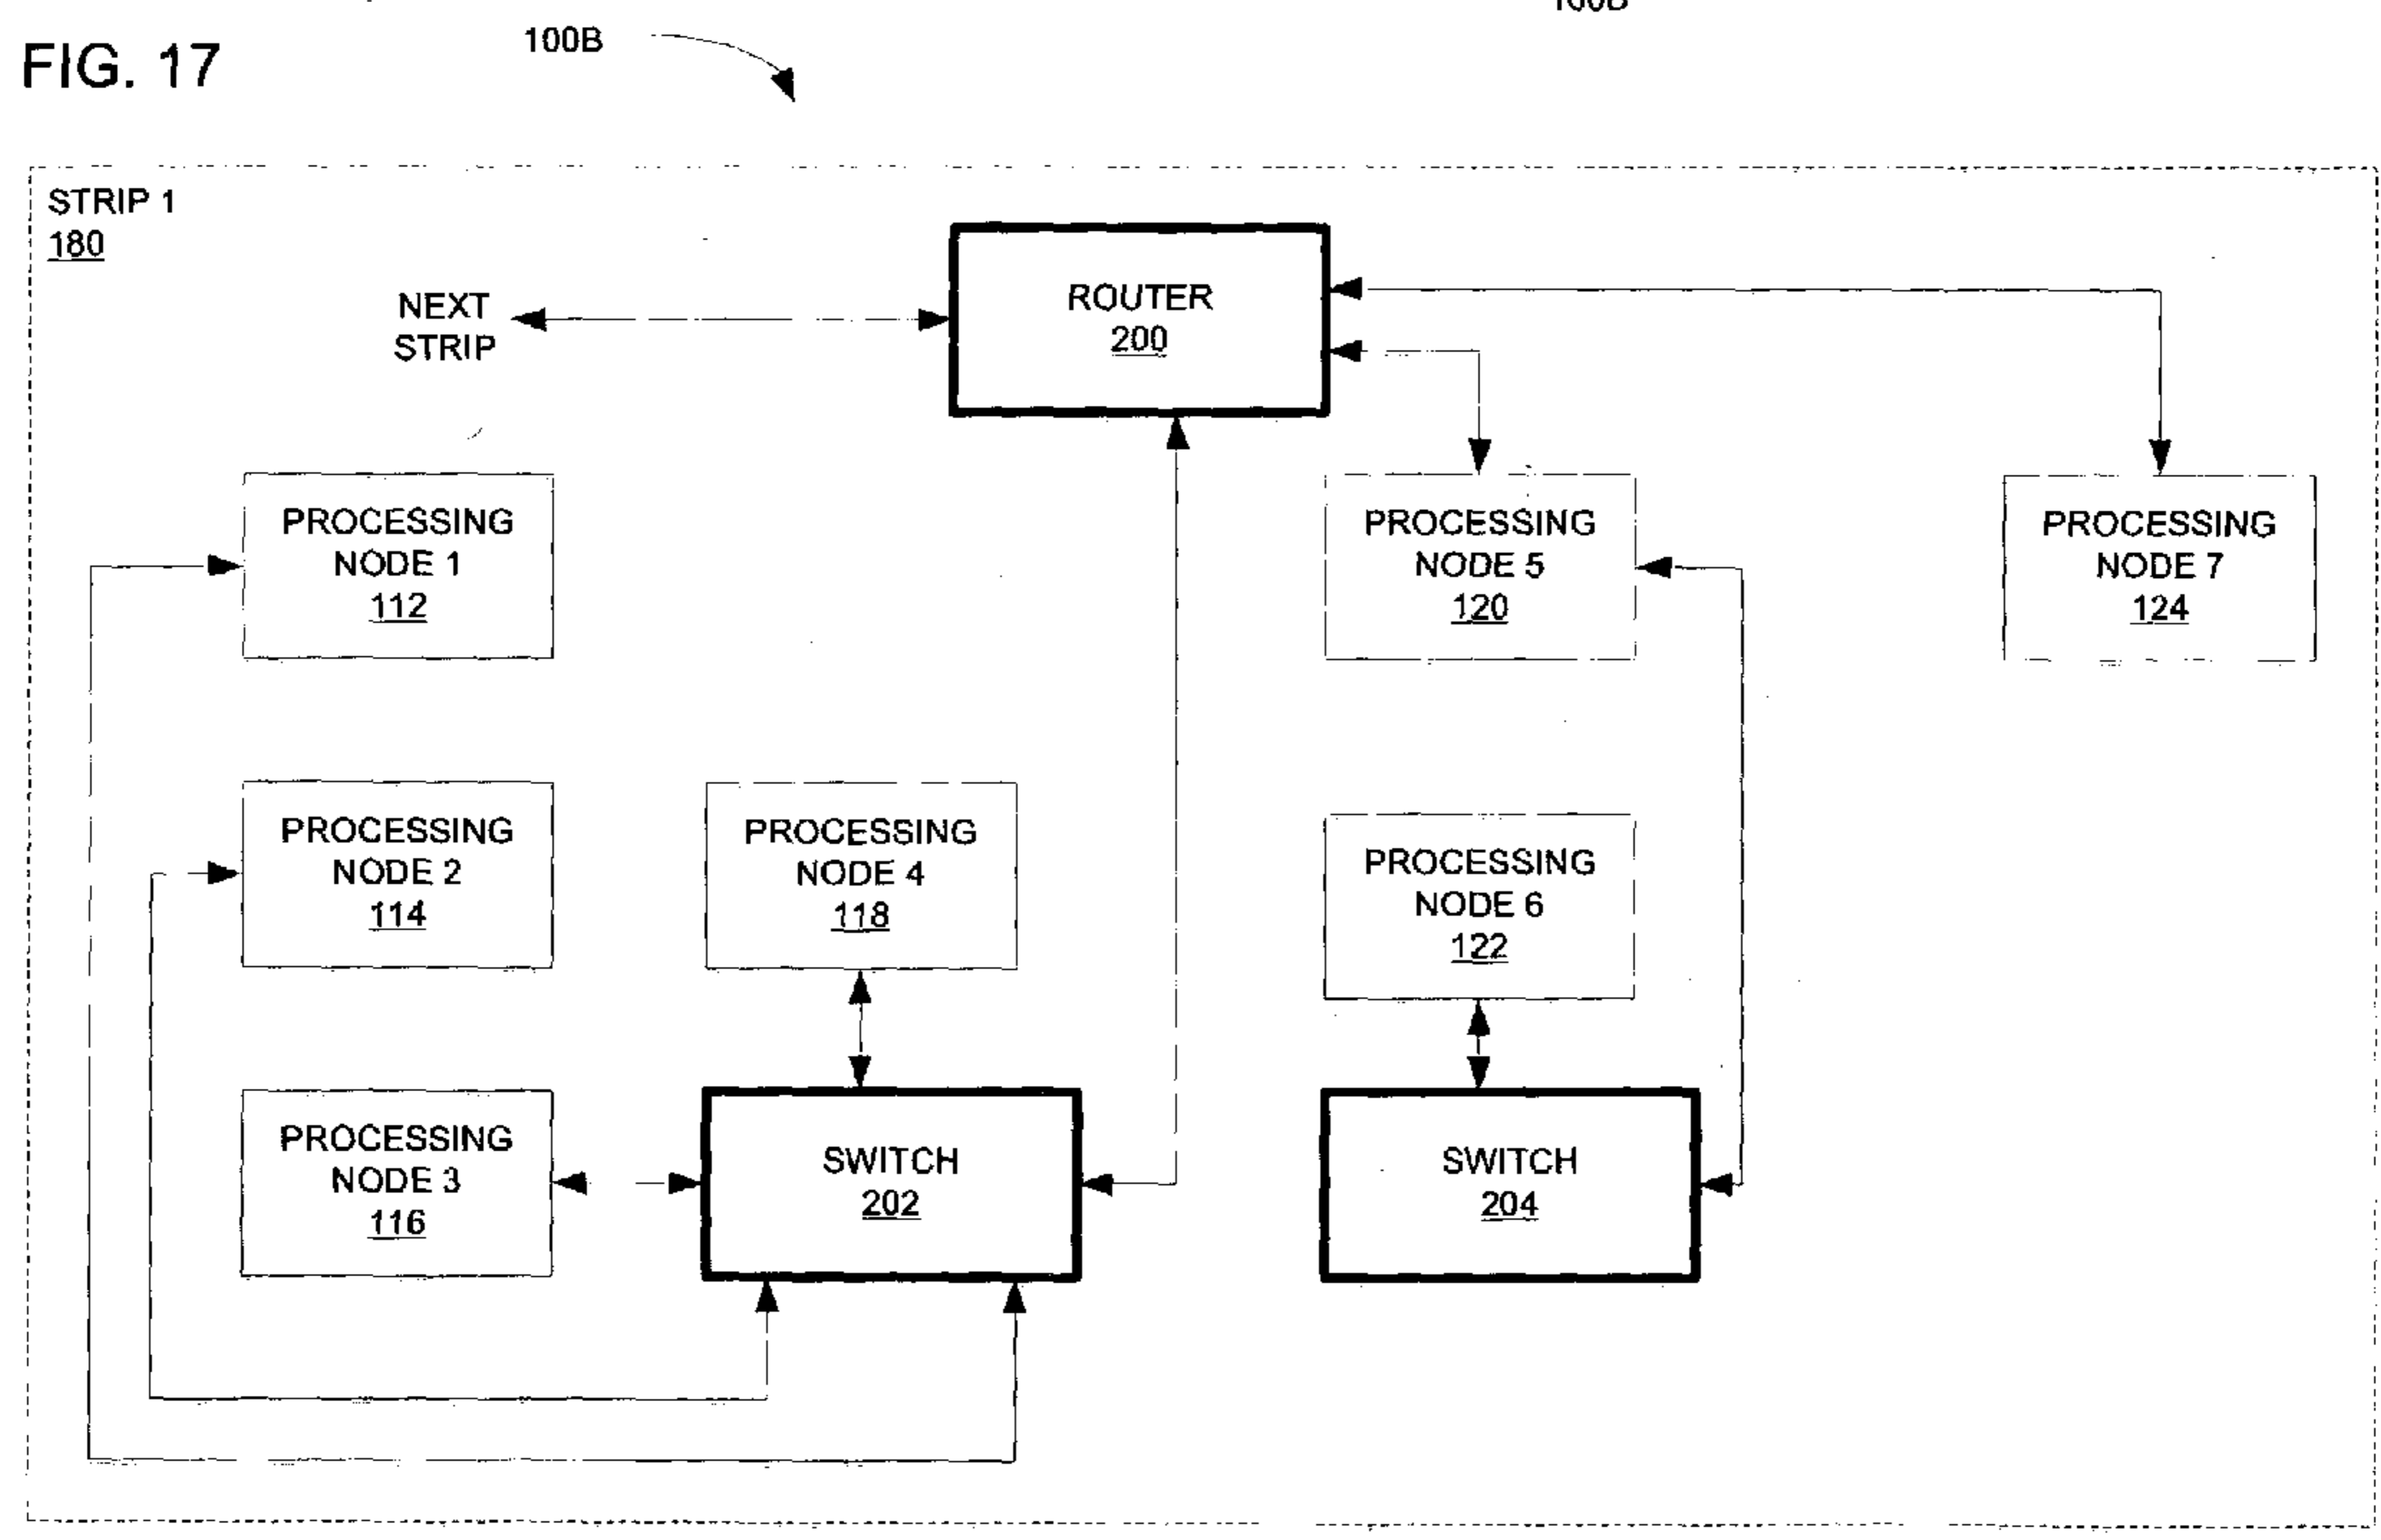 FIG. 17
100B
STRIP 1
180
NEXT
STRIP
ROUTER
200
PROCESSING
NODE 1
112
PROCESSING
NODE 5
120
PROCESSING
NODE 7
124
PROCESSING
NODE 2
114
PROCESSING
NODE 4
118
PROCESSING
NODE 6
122
PROCESSING
NODE 3
116
SWITCH
202
SWITCH
204